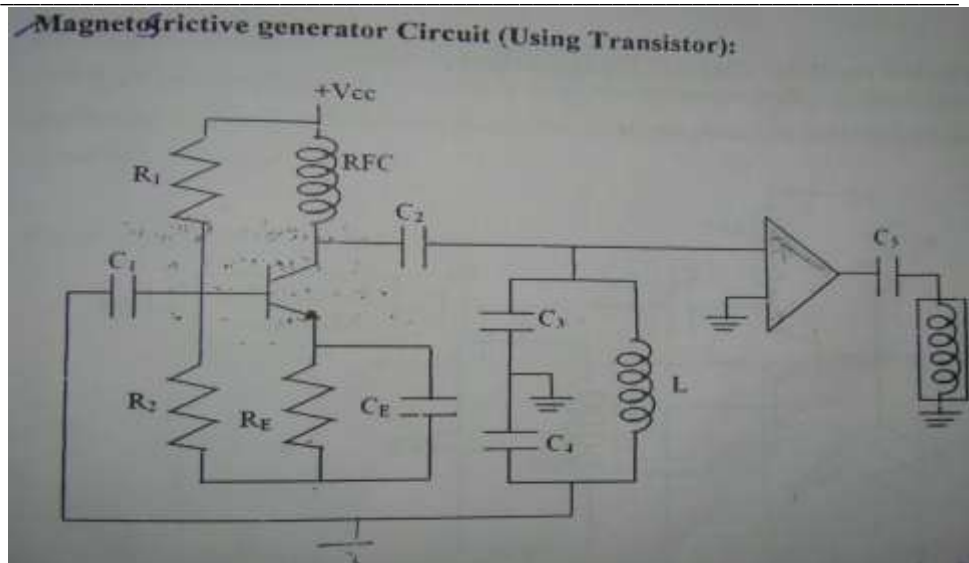 Magnetostrictive generator Circuit (Using Transistor):
+Vcc
R1
RFC
C2
C1
C5
C3
L
R2
RE
CE
C4